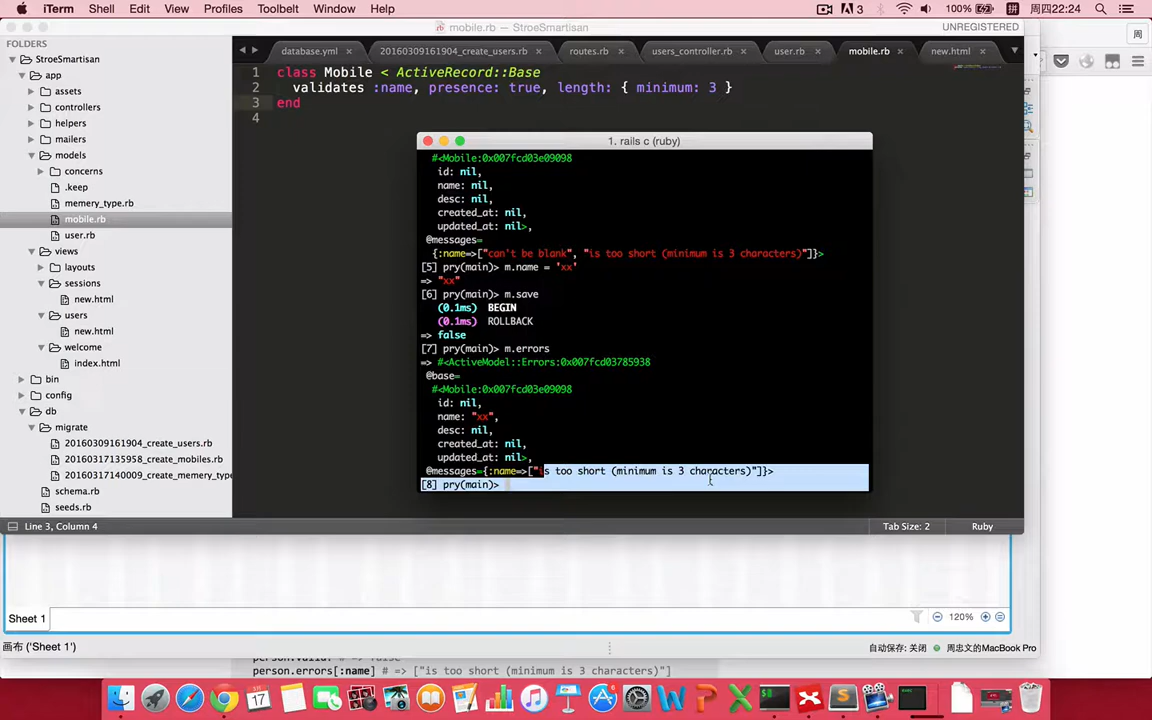 iTerm Shell Edit View Profiles Toolbelt Window Help 3 100% 拼 周四22:24
mobile.rb — StroeSmartisan UNREGISTERED
周
FOLDERS
StroeSmartisan
app
assets
controllers
helpers
mailers
models
concerns
.keep
memery_type.rb
mobile.rb
user.rb
views
layouts
sessions
new.html
users
new.html
welcome
index.html
bin
config
db
migrate
20160309161904_create_users.rb
20160317135958_create_mobiles.rb
20160317140009_create_memery_type
schema.rb
seeds.rb
database.yml × 20160309161904_create_users.rb × routes.rb × users_controller.rb × user.rb × mobile.rb × new.html ×
1 class Mobile < ActiveRecord::Base
2 validates :name, presence: true, length: { minimum: 3 }
3 end
4
1. rails c (ruby)
#<Mobile:0x007fcd03e09098
id: nil,
name: nil,
desc: nil,
created_at: nil,
updated_at: nil>,
@messages=
{:name=>["can't be blank", "is too short (minimum is 3 characters)"]}>
[5] pry(main)> m.name = 'xx'
=> "xx"
[6] pry(main)> m.save
(0.1ms) BEGIN
(0.1ms) ROLLBACK
=> false
[7] pry(main)> m.errors
=> #<ActiveModel::Errors:0x007fcd03785938
@base=
#<Mobile:0x007fcd03e09098
id: nil,
name: "xx",
desc: nil,
created_at: nil,
updated_at: nil>,
@messages={:name=>["is too short (minimum is 3 characters)"]}>
[8] pry(main)>
Line 3, Column 4 Tab Size: 2 Ruby
Sheet 1 120%
画布 ('Sheet 1') 自动保存: 关闭 周忠文的MacBook Pro
person.valid? # => false
person.errors[:name] # => ["is too short (minimum is 3 characters)"]
17